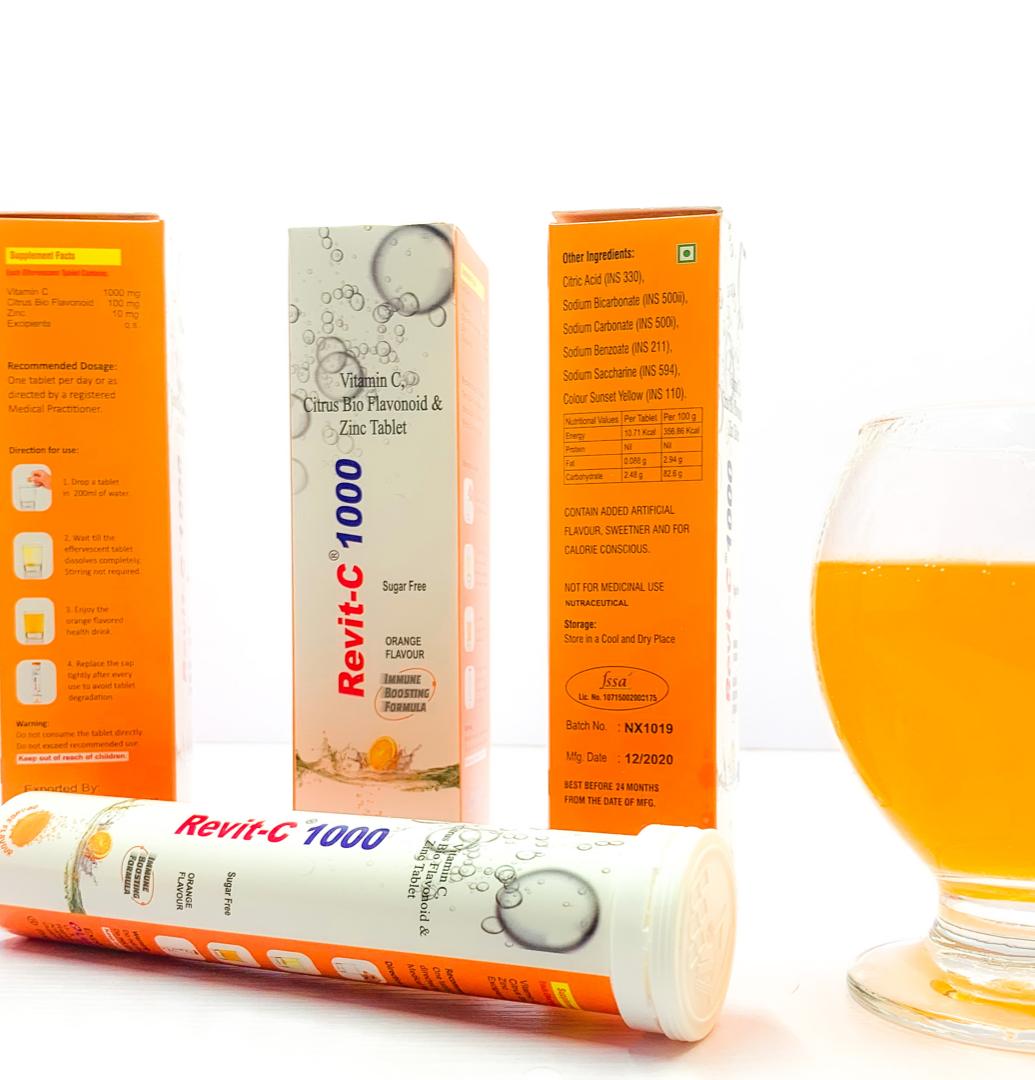 Supplement Facts
Each Effervescent Tablet Contains:
Vitamin C 1000 mg
Citrus Bio Flavonoid 100 mg
Zinc 10 mg
Excipients q.s.
Recommended Dosage:
One tablet per day or as
directed by a registered
Medical Practitioner.
Direction for use:
1. Drop a tablet
in 200ml of water.
2. Wait till the
effervescent tablet
dissolves completely.
Stirring not required.
3. Enjoy the
orange flavored
health drink.
4. Replace the cap
tightly after every
use to avoid tablet
degradation.
Warning:
Do not consume the tablet directly
Do not exceed recommended use.
Keep out of reach of children.
Exported By:
Vitamin C,
Citrus Bio Flavonoid &
Zinc Tablet
Revit-C® 1000
Sugar Free
ORANGE
FLAVOUR
IMMUNE
BOOSTING
FORMULA
Other Ingredients:
Citric Acid (INS 330),
Sodium Bicarbonate (INS 500ii),
Sodium Carbonate (INS 500i),
Sodium Benzoate (INS 211),
Sodium Saccharine (INS 594),
Colour Sunset Yellow (INS 110).
Nutritional Values Per Tablet Per 100 g
Energy 10.71 Kcal 356.86 Kcal
Protein Nil Nil
Fat 0.088 g 2.94 g
Carbohydrate 2.48 g 82.6 g
CONTAIN ADDED ARTIFICIAL
FLAVOUR, SWEETNER AND FOR
CALORIE CONSCIOUS.
NOT FOR MEDICINAL USE
NUTRACEUTICAL
Storage:
Store in a Cool and Dry Place
fssai
Lic. No. 10715002902175
Batch No. : NX1019
Mfg. Date : 12/2020
BEST BEFORE 24 MONTHS
FROM THE DATE OF MFG.
Revit-C® 1000
Vitamin C,
Citrus Bio Flavonoid &
Zinc Tablet
Sugar Free
ORANGE
FLAVOUR
IMMUNE
BOOSTING
FORMULA